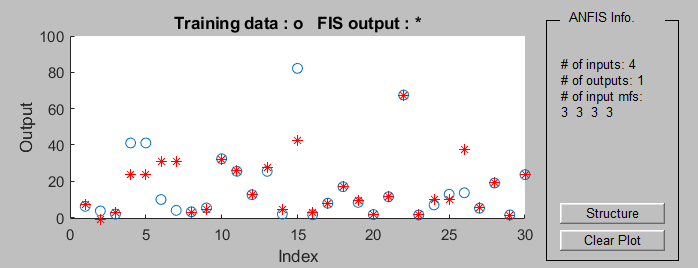 Training data : o   FIS output : *
100
80
60
40
20
0
Output
0 5 10 15 20 25 30
Index
ANFIS Info.
# of inputs: 4
# of outputs: 1
# of input mfs:
3 3 3 3
Structure
Clear Plot